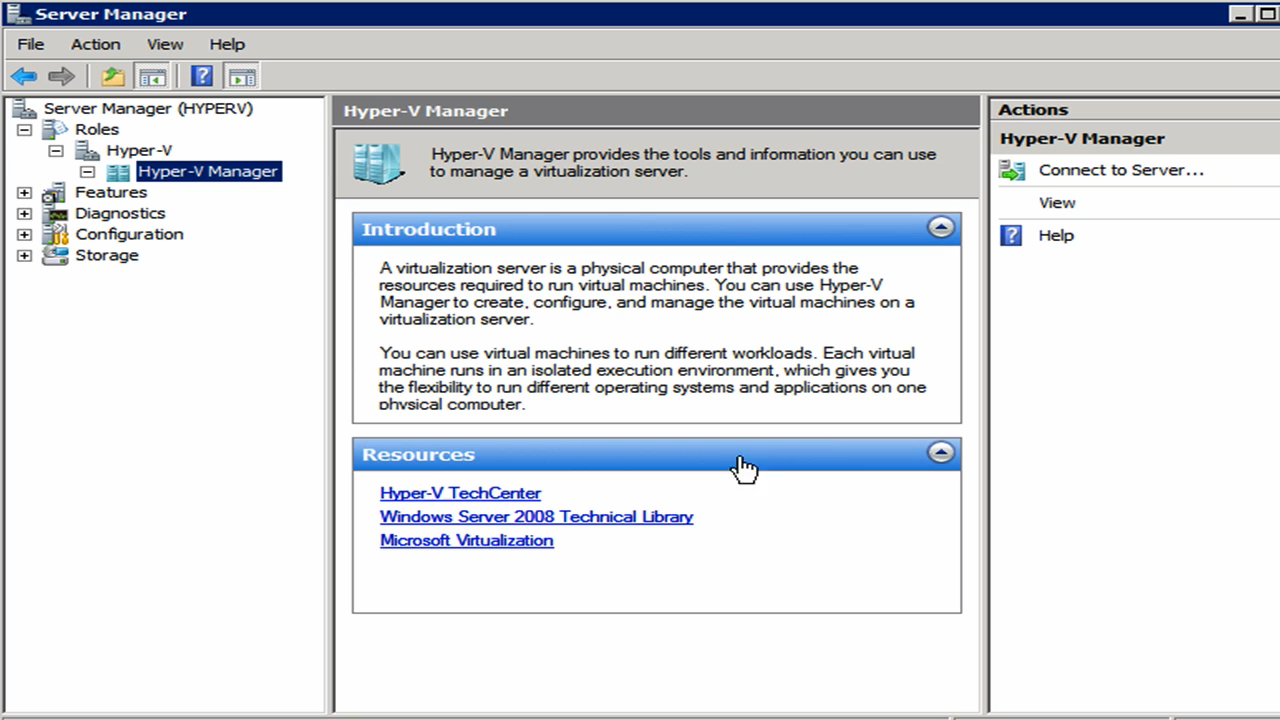 Server Manager
File Action View Help
Server Manager (HYPERV)
Roles
Hyper-V
Hyper-V Manager
Features
Diagnostics
Configuration
Storage
Hyper-V Manager
Hyper-V Manager provides the tools and information you can use
to manage a virtualization server.
Introduction
A virtualization server is a physical computer that provides the
resources required to run virtual machines. You can use Hyper-V
Manager to create, configure, and manage the virtual machines on a
virtualization server.
You can use virtual machines to run different workloads. Each virtual
machine runs in an isolated execution environment, which gives you
the flexibility to run different operating systems and applications on one
physical computer.
Resources
Hyper-V TechCenter
Windows Server 2008 Technical Library
Microsoft Virtualization
Actions
Hyper-V Manager
Connect to Server...
View
Help